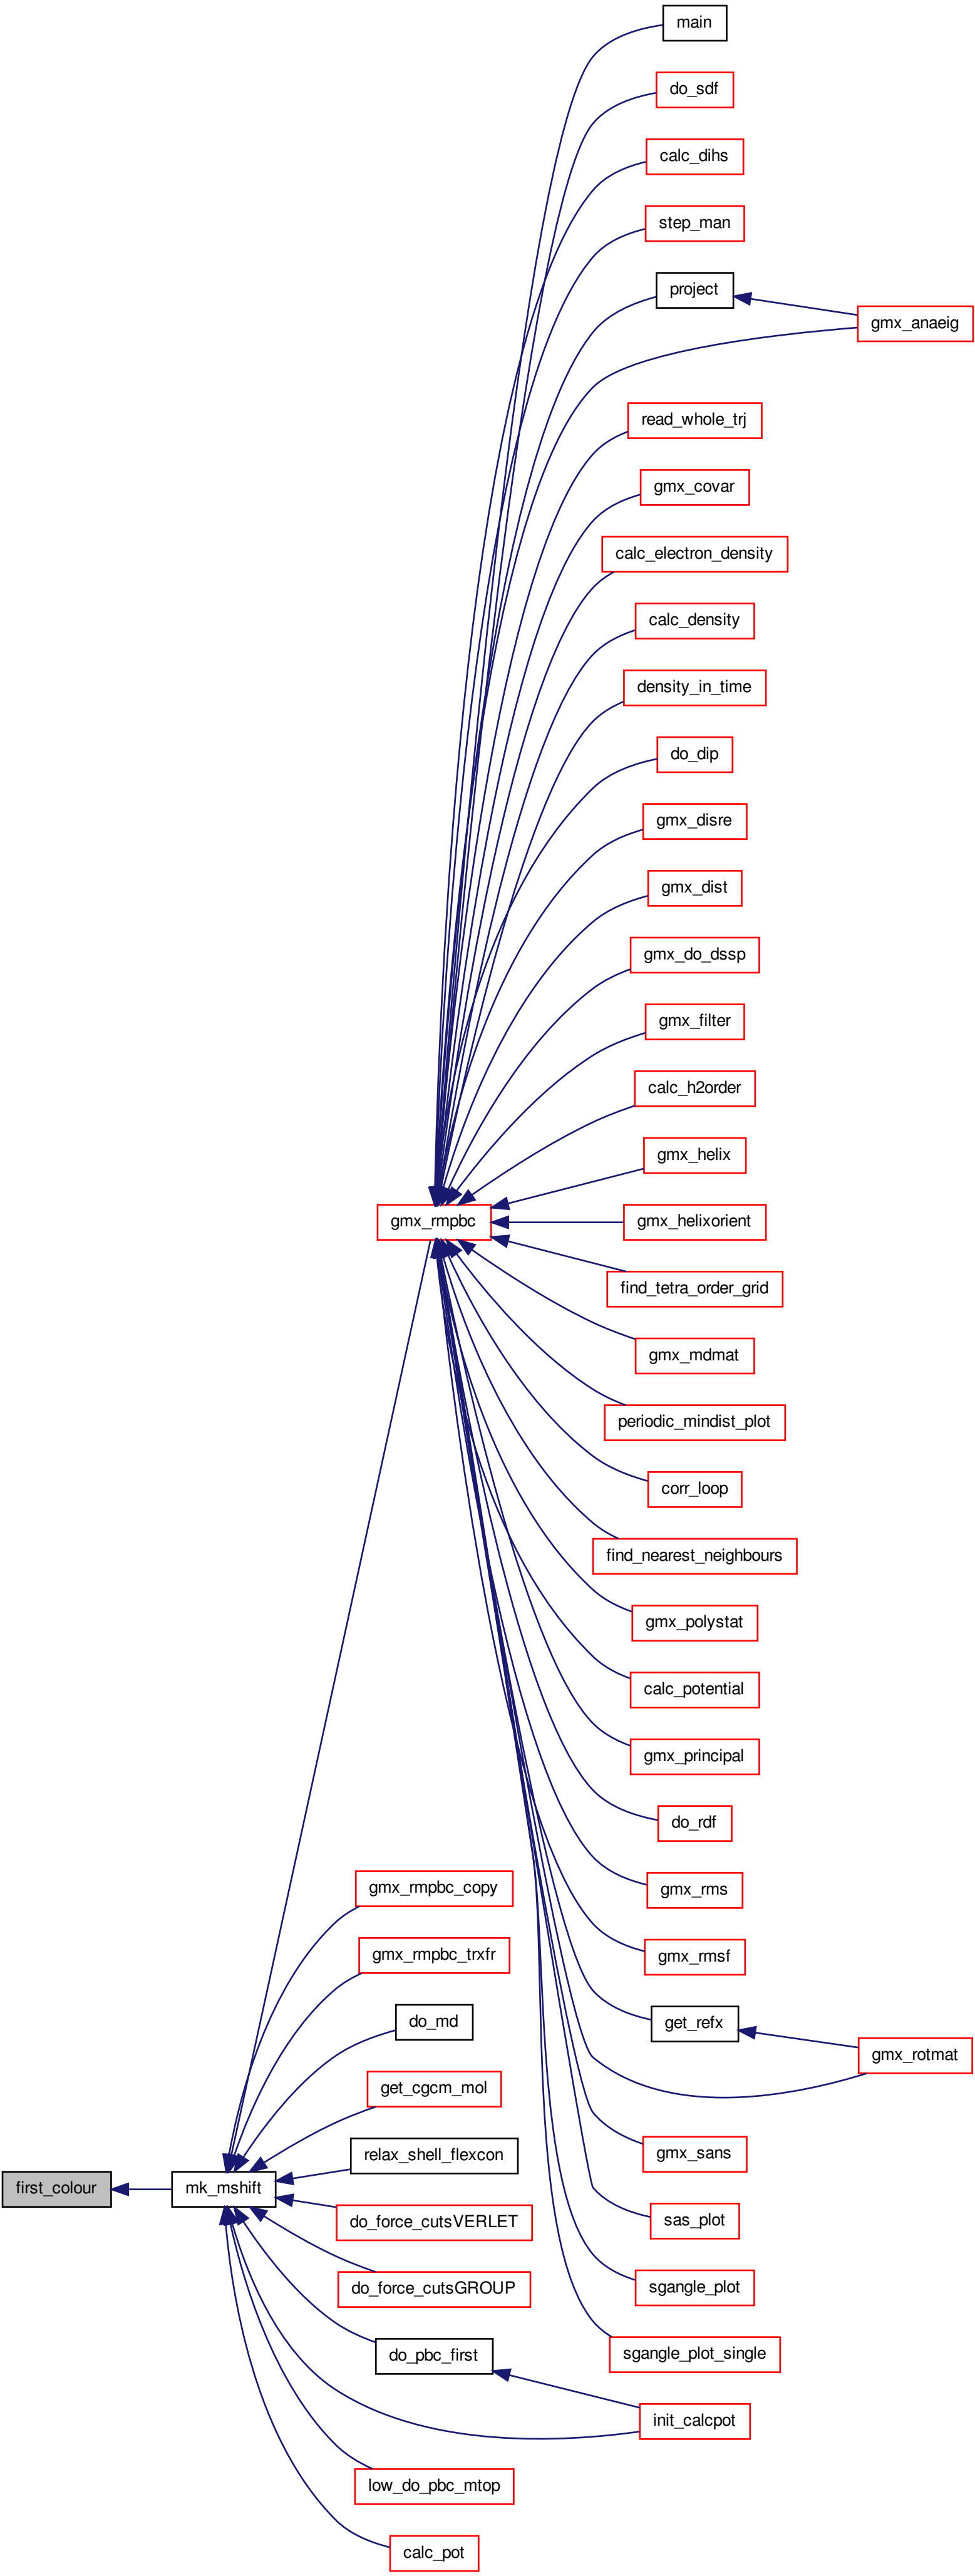 main
do_sdf
calc_dihs
step_man
project
gmx_anaeig
read_whole_trj
gmx_covar
calc_electron_density
calc_density
density_in_time
do_dip
gmx_disre
gmx_dist
gmx_do_dssp
gmx_filter
calc_h2order
gmx_helix
gmx_rmpbc
gmx_helixorient
find_tetra_order_grid
gmx_mdmat
periodic_mindist_plot
corr_loop
find_nearest_neighbours
gmx_polystat
calc_potential
gmx_principal
do_rdf
gmx_rmpbc_copy
gmx_rms
gmx_rmpbc_trxfr
gmx_rmsf
do_md
get_refx
gmx_rotmat
get_cgcm_mol
relax_shell_flexcon
gmx_sans
first_colour
mk_mshift
do_force_cutsVERLET
sas_plot
do_force_cutsGROUP
sgangle_plot
do_pbc_first
sgangle_plot_single
init_calcpot
low_do_pbc_mtop
calc_pot